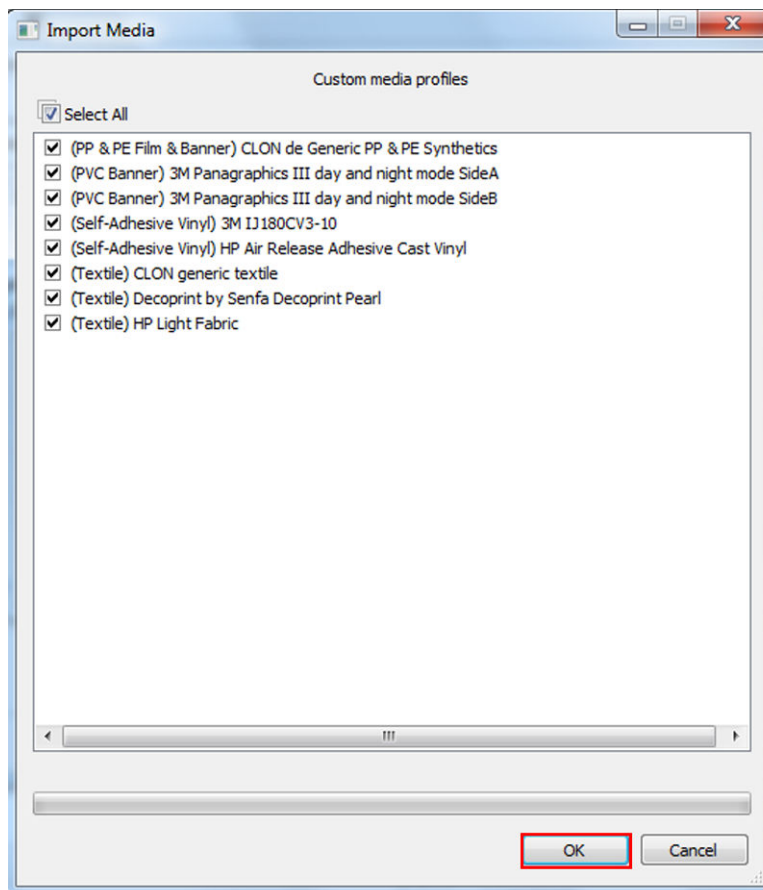 Import Media
Custom media profiles
Select All
(PP & PE Film & Banner) CLON de Generic PP & PE Synthetics
(PVC Banner) 3M Panagraphics III day and night mode SideA
(PVC Banner) 3M Panagraphics III day and night mode SideB
(Self-Adhesive Vinyl) 3M IJ180CV3-10
(Self-Adhesive Vinyl) HP Air Release Adhesive Cast Vinyl
(Textile) CLON generic textile
(Textile) Decoprint by Senfa Decoprint Pearl
(Textile) HP Light Fabric
OK Cancel